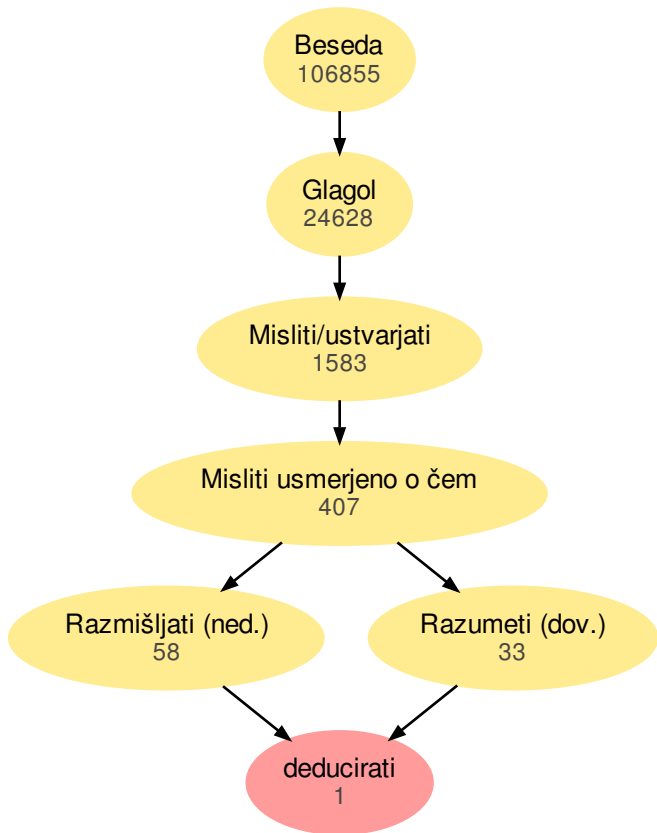 Beseda
106855
Glagol
24628
Misliti/ustvarjati
1583
Misliti usmerjeno o čem
407
Razmišljati (ned.)
58
Razumeti (dov.)
33
deducirati
1